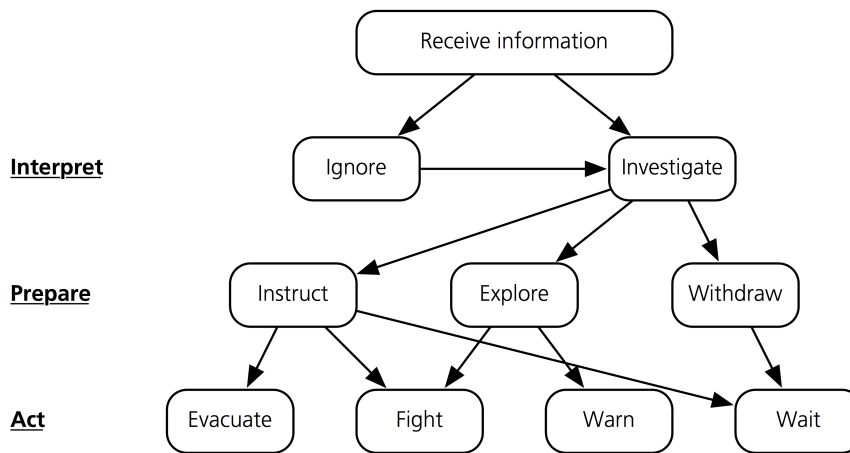 Receive information
Interpret
Ignore
Investigate
Prepare
Instruct
Explore
Withdraw
Act
Evacuate
Fight
Warn
Wait